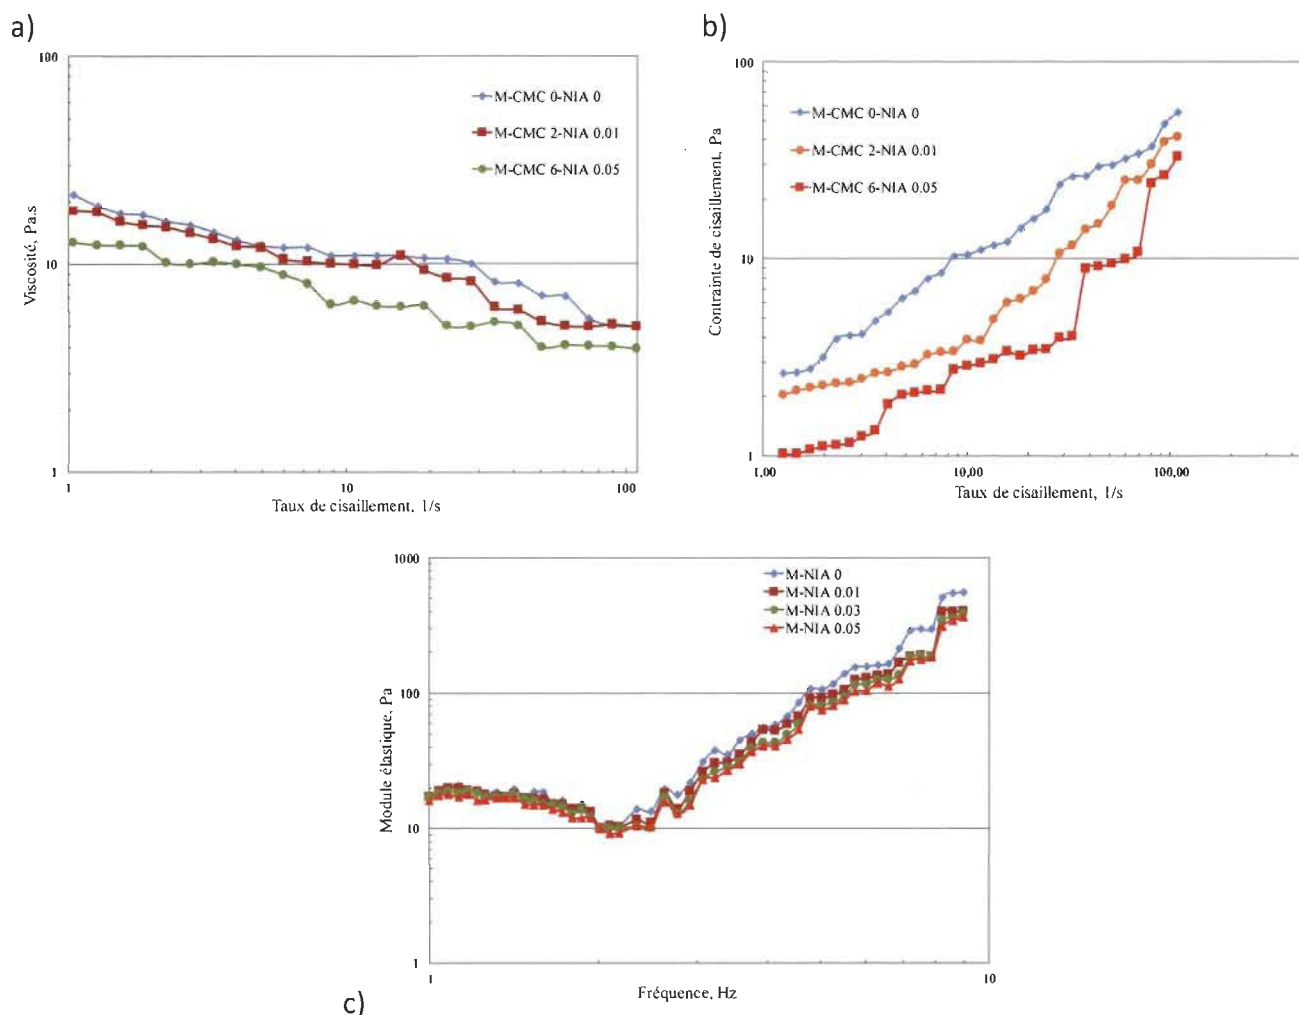 a)
100
10
1
Viscosité, Pa.s
M-CMC 0-NIA 0
M-CMC 2-NIA 0.01
M-CMC 6-NIA 0.05
1
10
100
Taux de cisaillement, 1/s
b)
100
10
1
Contrainte de cisaillement, Pa
M-CMC 0-NIA 0
M-CMC 2-NIA 0.01
M-CMC 6-NIA 0.05
1,00
10,00
100,00
Taux de cisaillement, 1/s
1000
100
10
1
Module élastique, Pa
M-NIA 0
M-NIA 0.01
M-NIA 0.03
M-NIA 0.05
1
10
Fréquence, Hz
c)